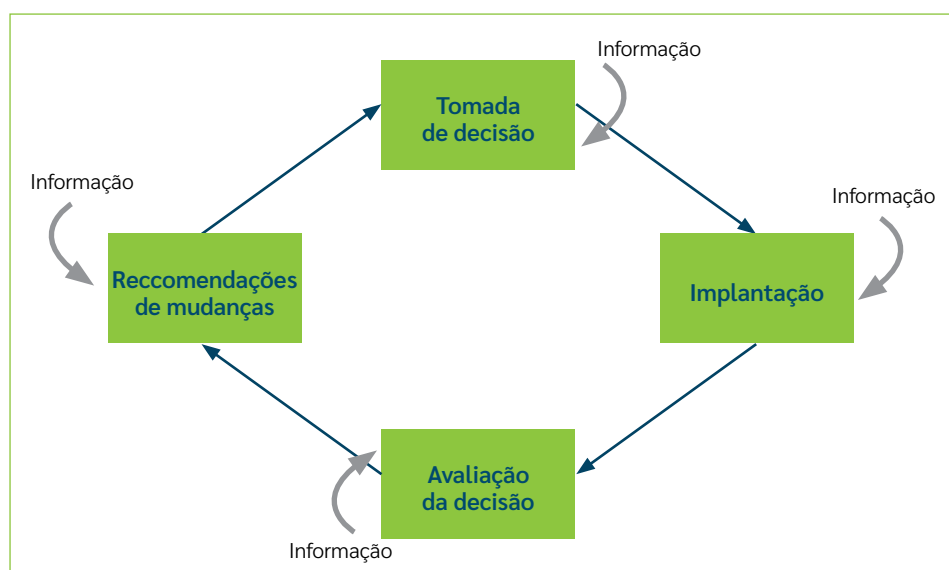 Informação
Tomada
de decisão
Informação
Informação
Reccomendações
de mudanças
Implantação
Avaliação
da decisão
Informação